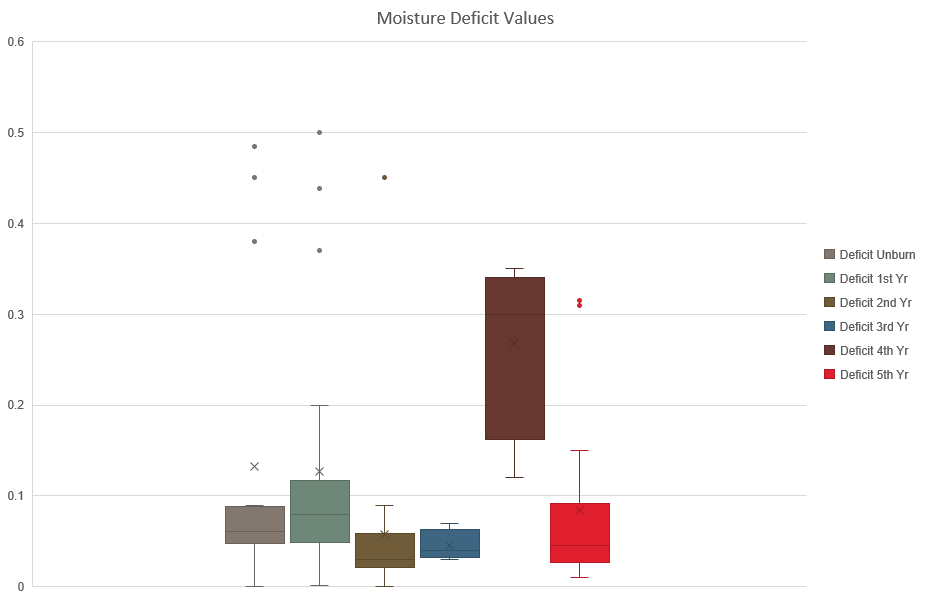 Moisture Deficit Values
0.6
0.5
0.4
0.3
0.2
0.1
0
Deficit Unburn
Deficit 1st Yr
Deficit 2nd Yr
Deficit 3rd Yr
Deficit 4th Yr
Deficit 5th Yr